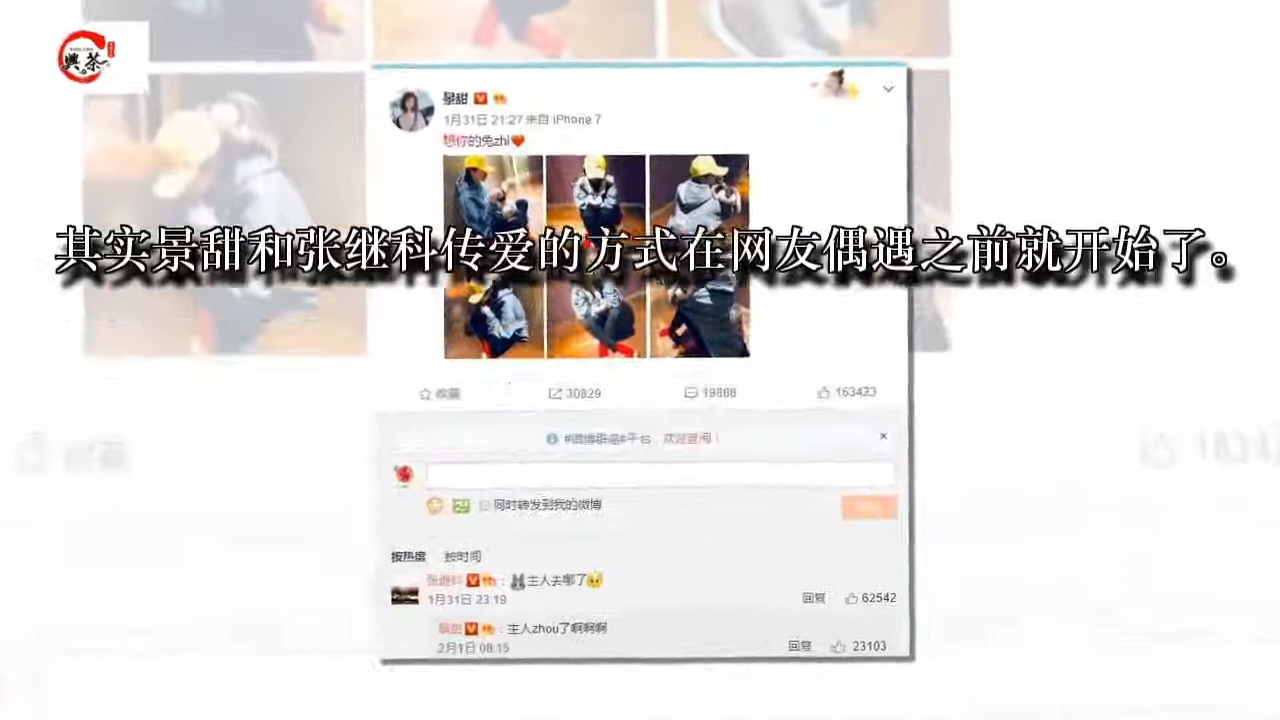 興茶
景甜
1月31日 21:27 来自 iPhone 7
想你的兔zhi
其实景甜和张继科传爱的方式在网友偶遇之前就开始了。
收藏 30829 19868 163423
同时转发到我的微博
按热度 按时间
张继科：主人去哪了
1月31日 23:19 回复 62542
景甜：主人zhou了啊啊啊
2月1日 08:15 回复 23103